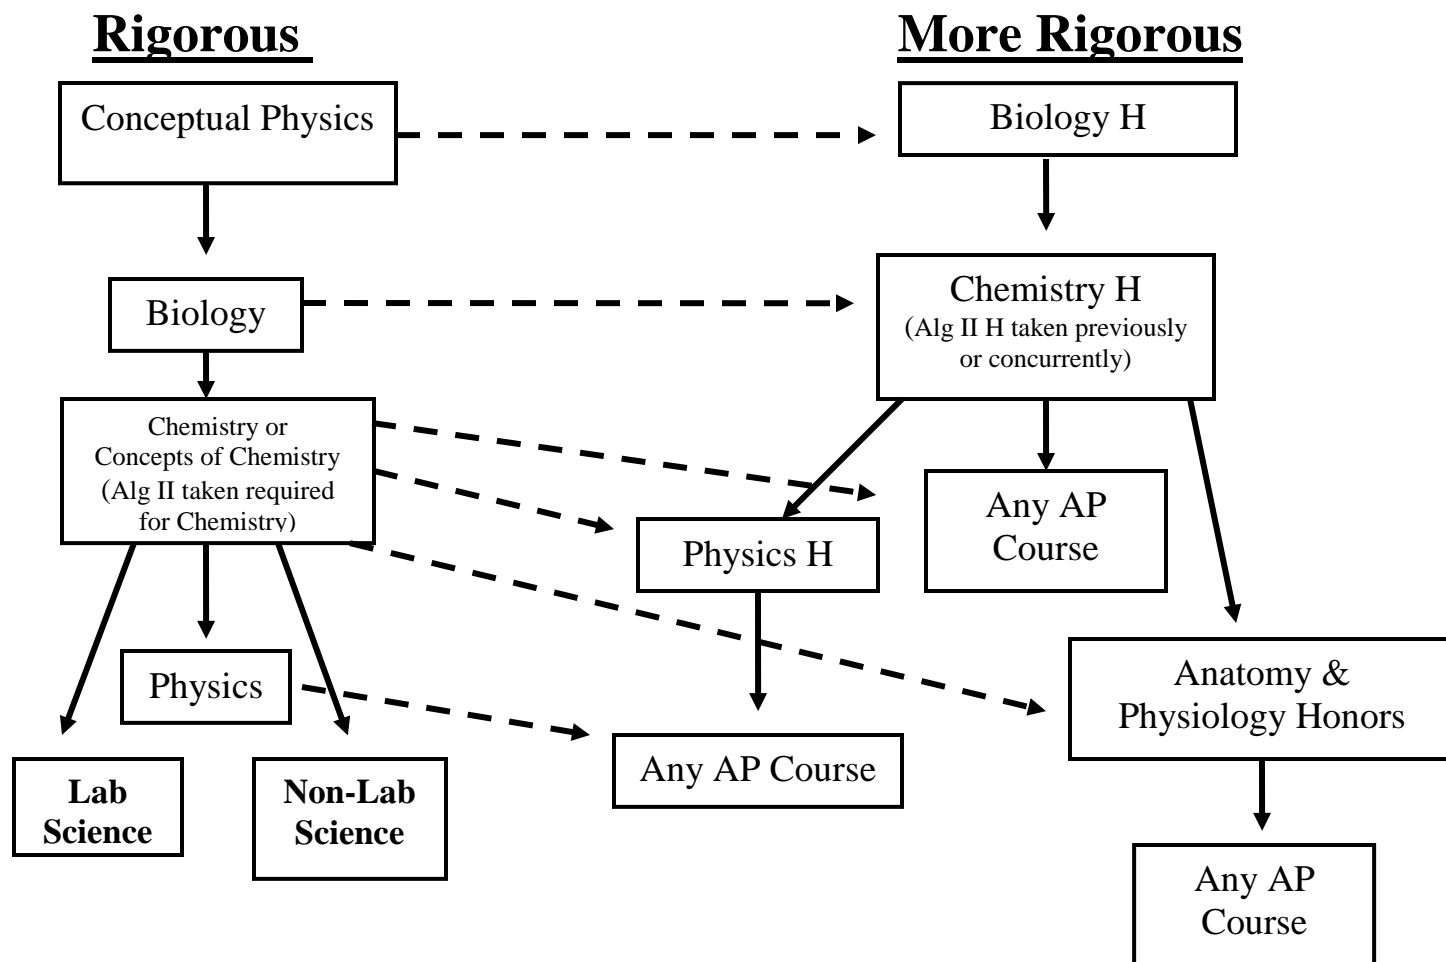 Rigorous
More Rigorous
Conceptual Physics
Biology H
Biology
Chemistry H
(Alg II H taken previously
or concurrently)
Chemistry or
Concepts of Chemistry
(Alg II taken required
for Chemistry)
Physics H
Any AP
Course
Physics
Anatomy &
Physiology Honors
Lab
Science
Non-Lab
Science
Any AP Course
Any AP
Course